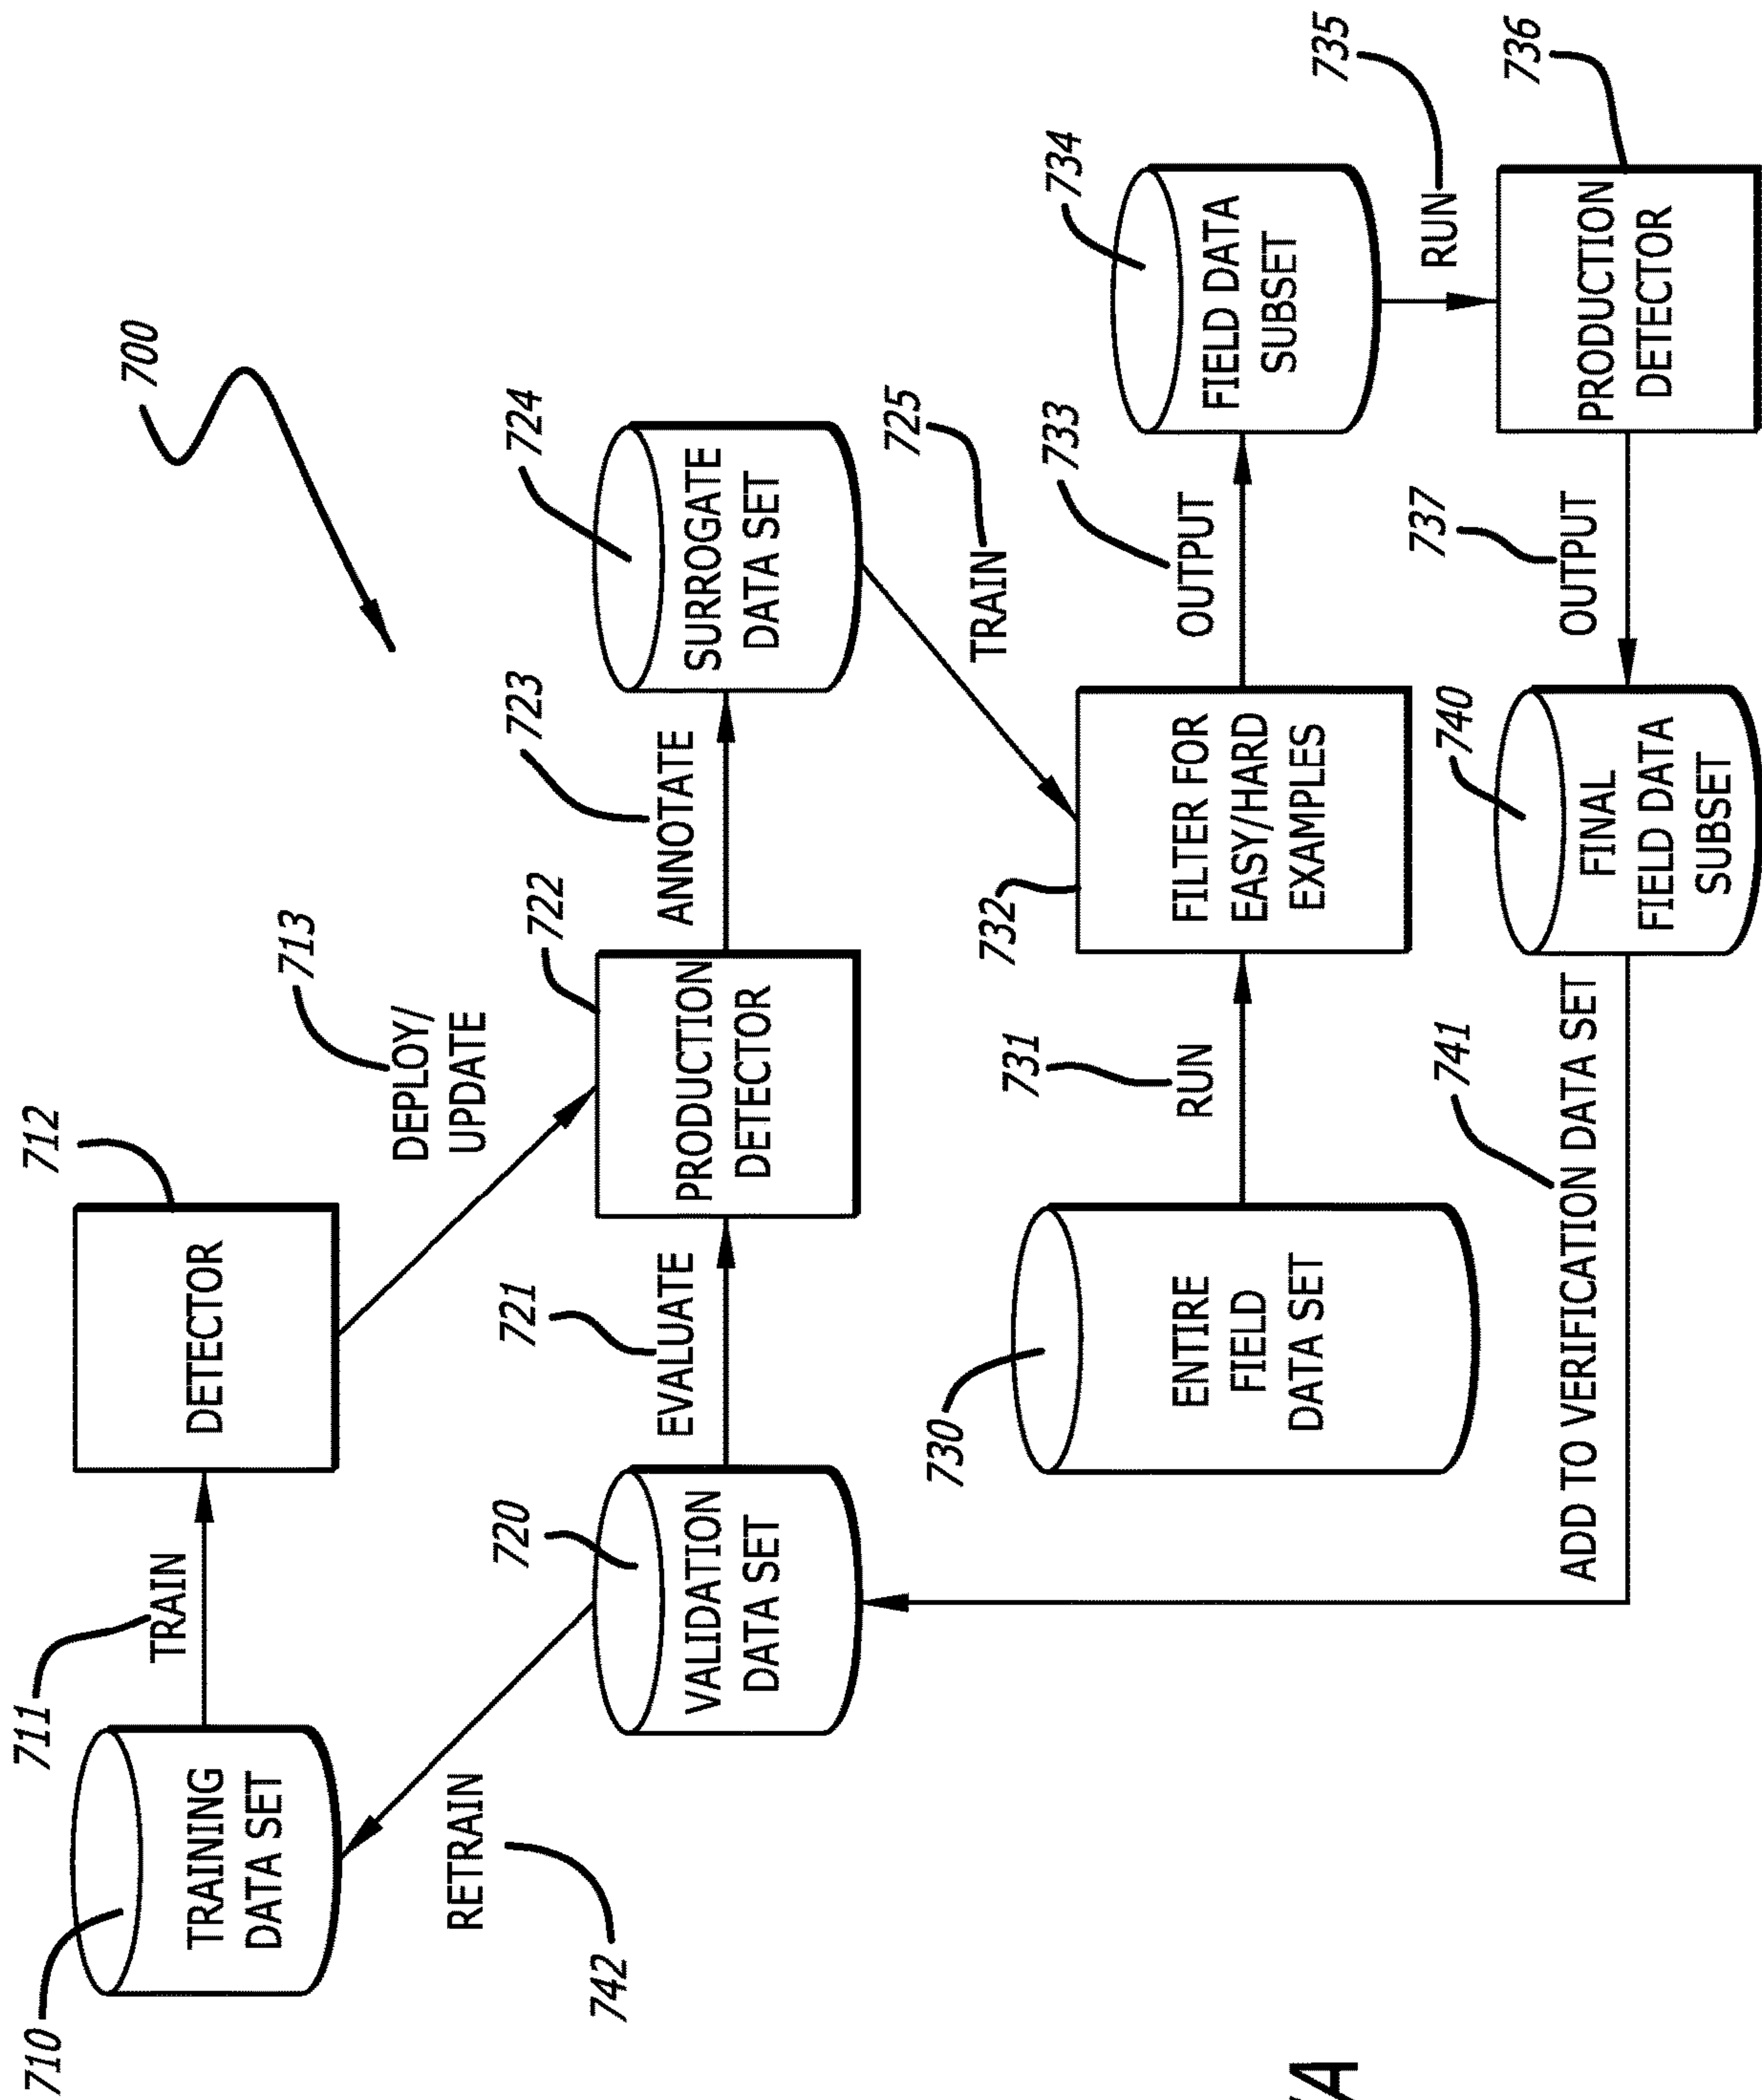 700
710
711
TRAIN
712
TRAINING
DATA SET
DETECTOR
713
DEPLOY/
UPDATE
RETRAIN
742
720
721
EVALUATE
722
723
ANNOTATE
724
VALIDATION
DATA SET
PRODUCTION
DETECTOR
SURROGATE
DATA SET
725
TRAIN
730
731
RUN
732
733
OUTPUT
734
ENTIRE
FIELD
DATA SET
FILTER FOR
EASY/HARD
EXAMPLES
FIELD DATA
SUBSET
735
RUN
741
ADD TO VERIFICATION DATA SET
740
737
OUTPUT
736
FINAL
FIELD DATA
SUBSET
PRODUCTION
DETECTOR